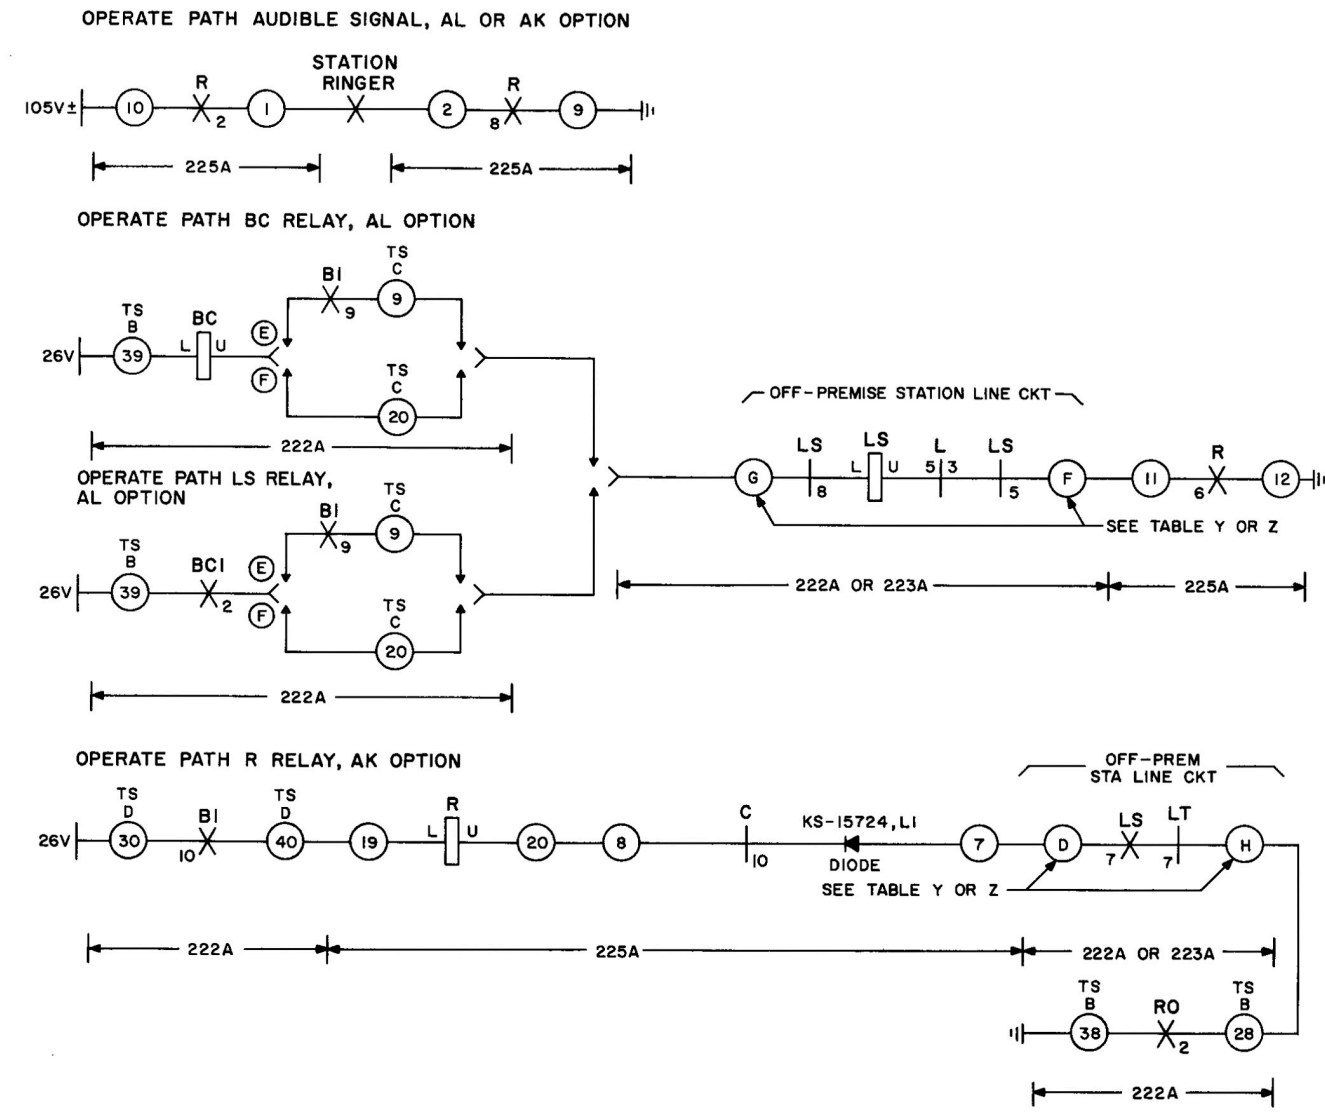 OPERATE PATH AUDIBLE SIGNAL, AL OR AK OPTION
STATION
RINGER
R
R
105V±
10
2
1
2
8
9
225A
225A
OPERATE PATH BC RELAY, AL OPTION
TS
C
BI
9
9
TS
B
BC
E
26V
39
L
U
F
TS
C
20
222A
OPERATE PATH LS RELAY,
AL OPTION
TS
C
BI
9
9
TS
B
BCI
E
26V
39
2
F
TS
C
20
222A
OFF-PREMISE STATION LINE CKT
LS
LS
L
LS
R
G
8
L
U
5
3
5
F
11
6
12
SEE TABLE Y OR Z
222A OR 223A
225A
OPERATE PATH R RELAY, AK OPTION
OFF-PREM
STA LINE CKT
TS
D
BI
TS
D
R
C
KS-15724, LI
LS
LT
26V
30
10
40
19
L
U
20
8
10
DIODE
7
D
7
7
H
SEE TABLE Y OR Z
222A
225A
222A OR 223A
TS
B
RO
TS
B
38
2
28
222A